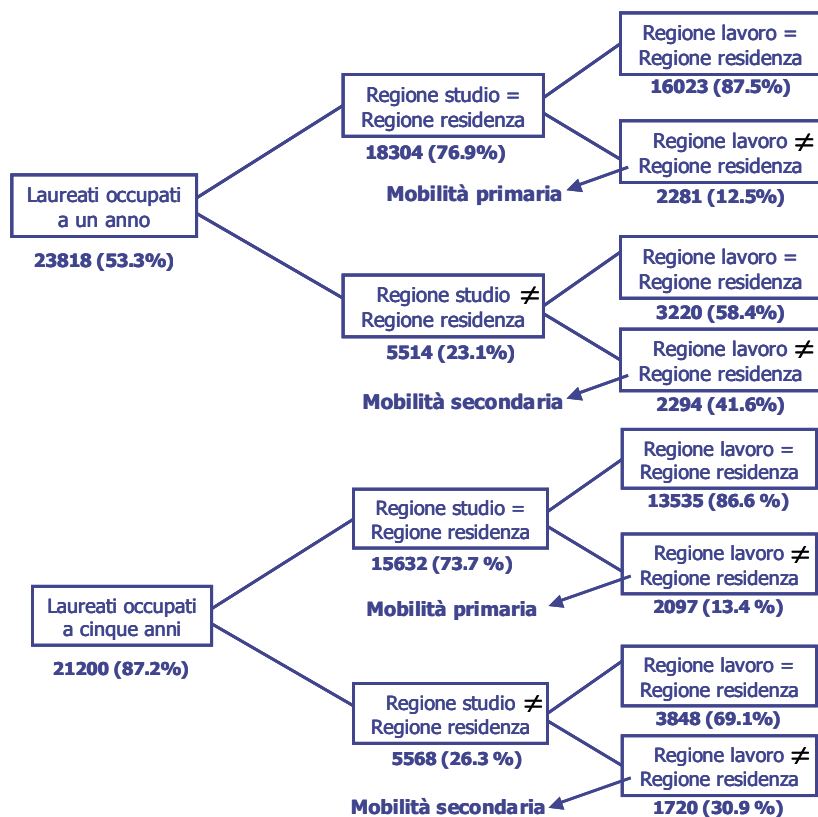 Regione lavoro =
Regione residenza
16023 (87.5%)
Regione studio =
Regione residenza
18304 (76.9%)
Regione lavoro ≠
Regione residenza
2281 (12.5%)
Mobilità primaria
Laureati occupati
a un anno
23818 (53.3%)
Regione lavoro =
Regione residenza
3220 (58.4%)
Regione studio ≠
Regione residenza
5514 (23.1%)
Regione lavoro ≠
Regione residenza
2294 (41.6%)
Mobilità secondaria
Regione lavoro =
Regione residenza
13535 (86.6 %)
Regione studio =
Regione residenza
15632 (73.7 %)
Regione lavoro ≠
Regione residenza
2097 (13.4 %)
Mobilità primaria
Laureati occupati
a cinque anni
21200 (87.2%)
Regione lavoro =
Regione residenza
3848 (69.1%)
Regione studio ≠
Regione residenza
5568 (26.3 %)
Regione lavoro ≠
Regione residenza
1720 (30.9 %)
Mobilità secondaria